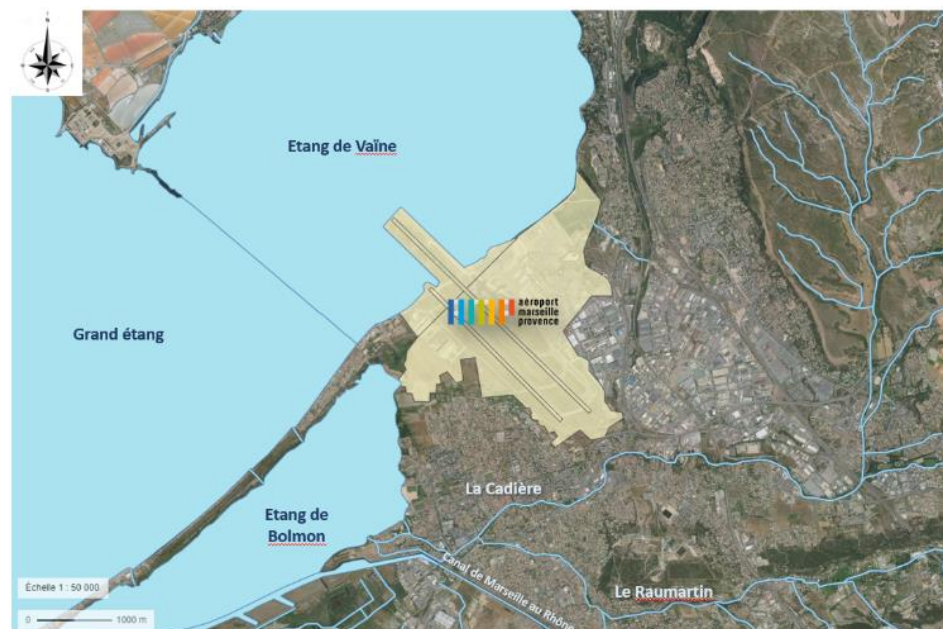 N
Etang de Vaïne
aéroport
marseille
provence
Grand étang
La Cadière
Etang de
Bolmon
Canal de Marseille au Rhône
Échelle 1 : 50 000
Le Raumartin
0 1000 m